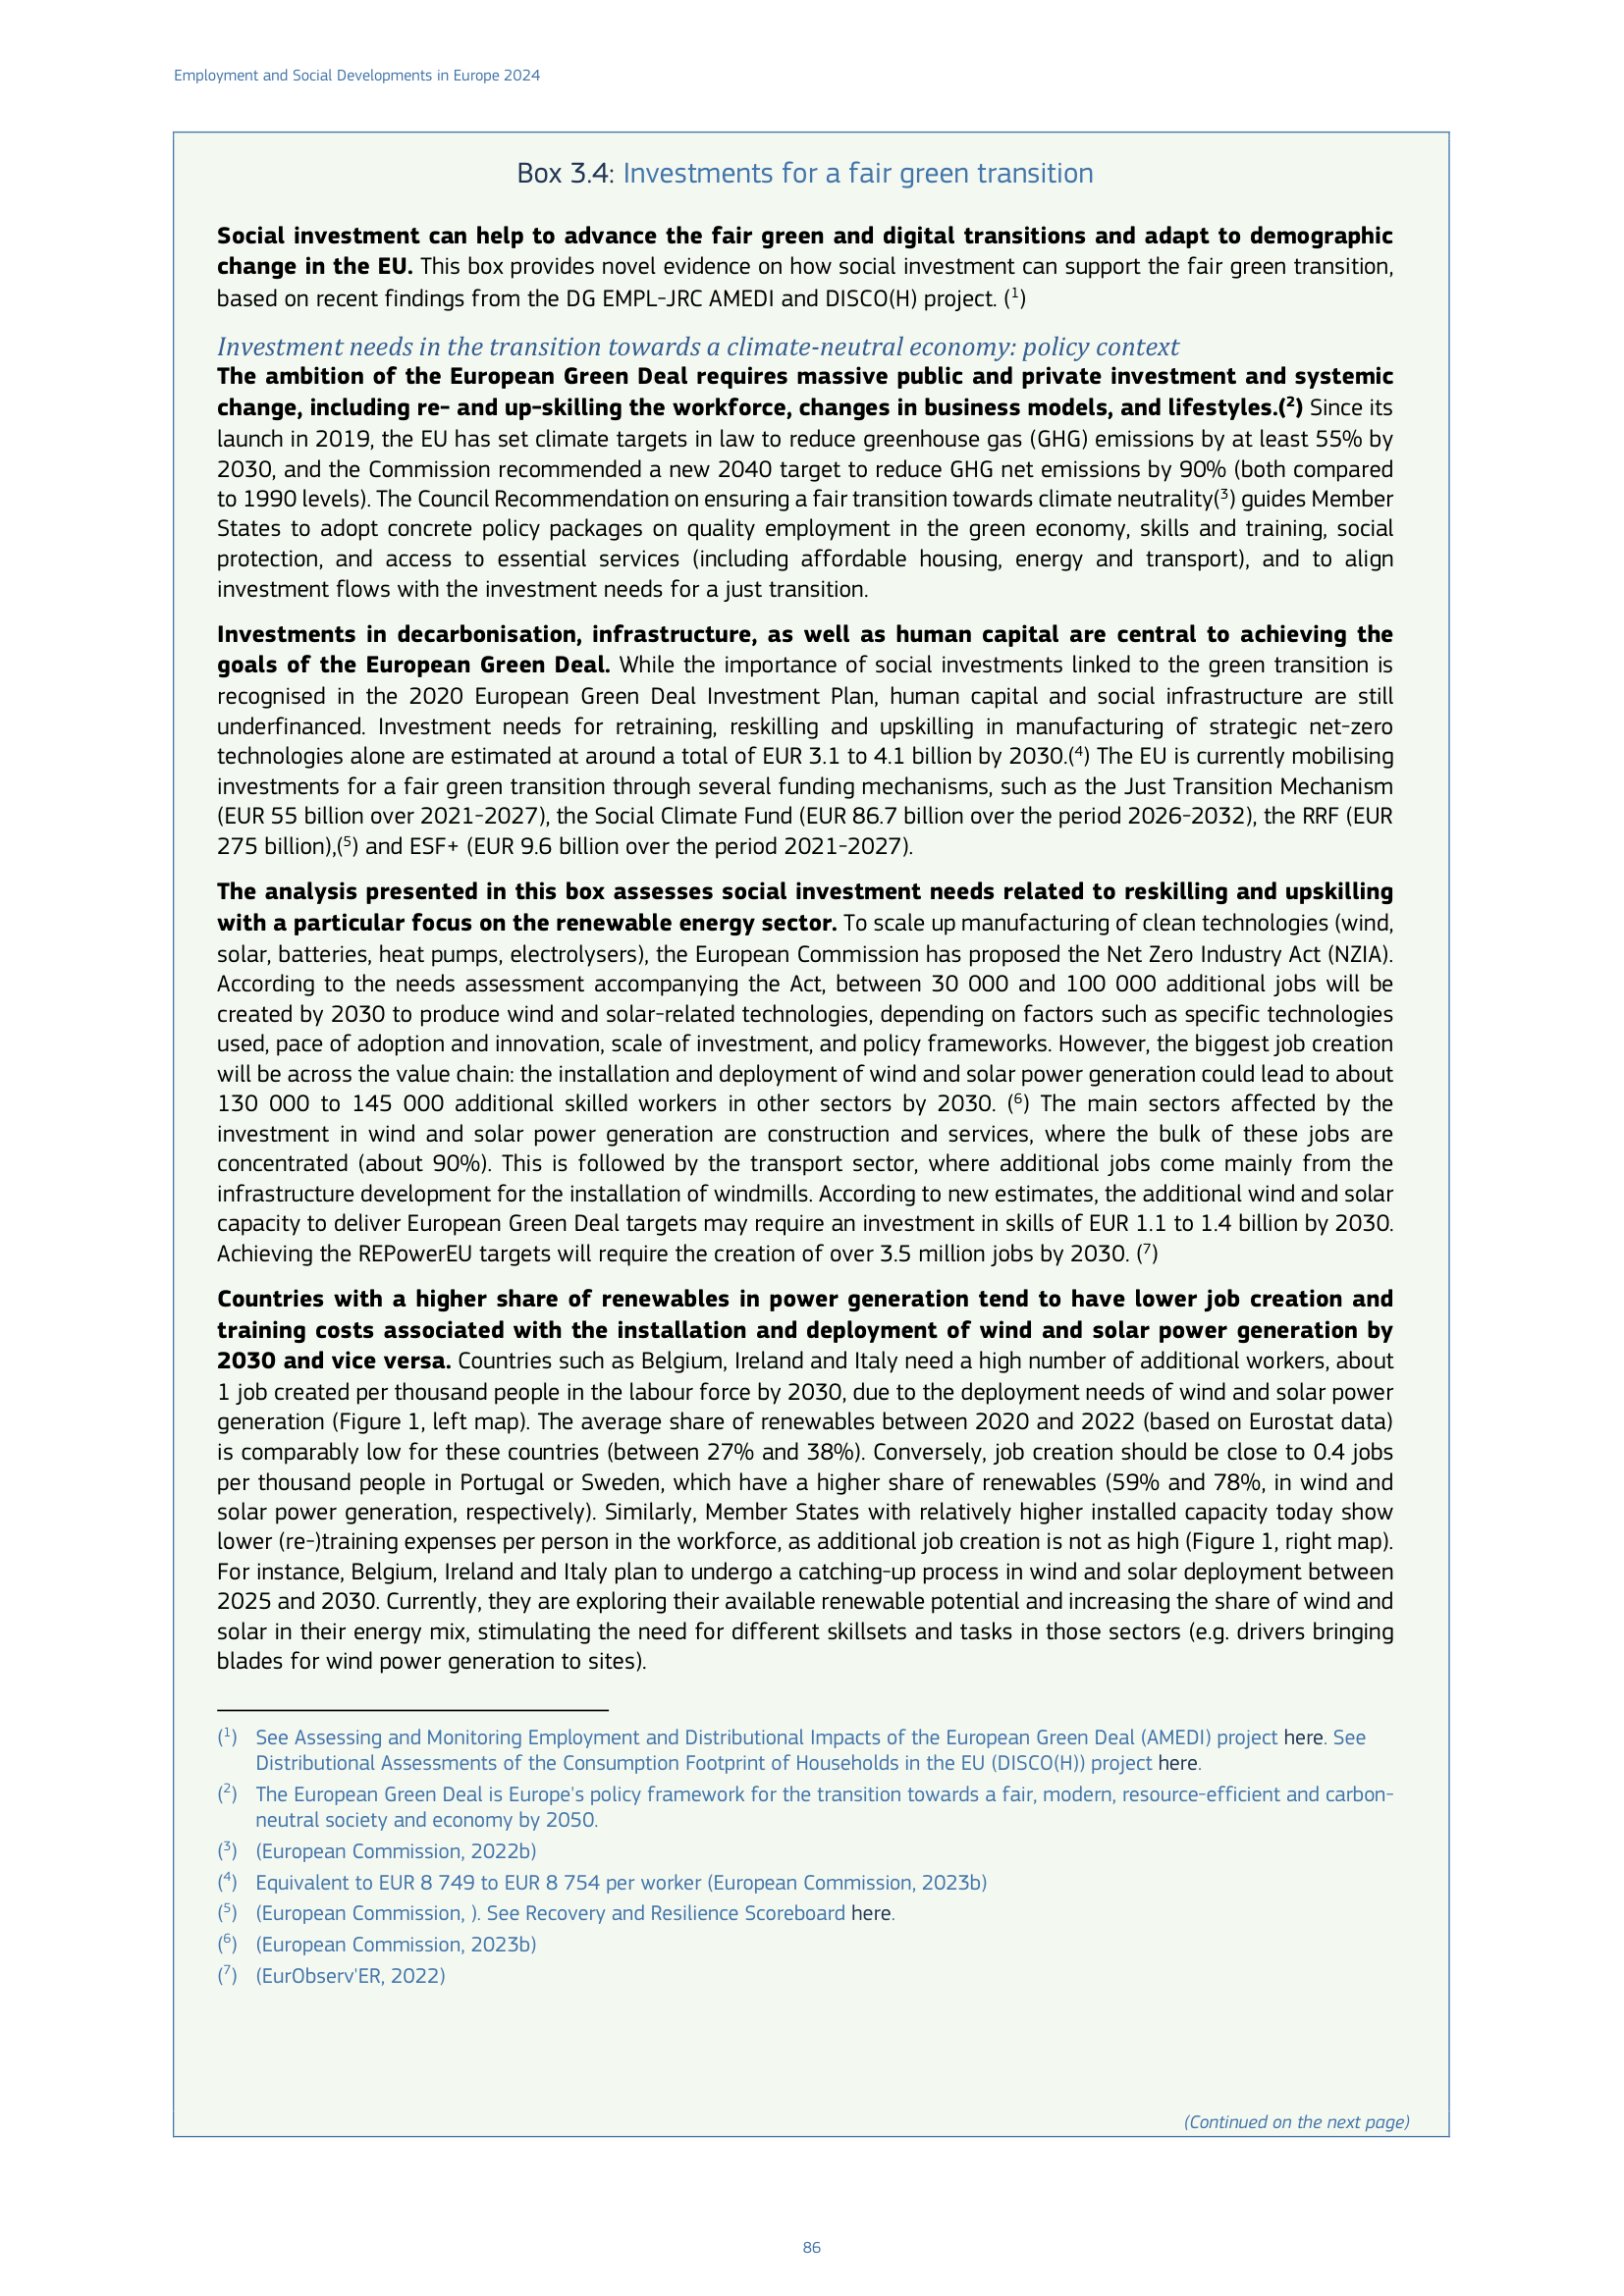 Employment and Social Developments in Europe 2024
Box 3.4: Investments for a fair green transition
Social investment can help to advance the fair green and digital transitions and adapt to demographic
change in the EU. This box provides novel evidence on how social investment can support the fair green transition,
based on recent findings from the DG EMPL-JRC AMEDI and DISCO(H) project. (1)
Investment needs in the transition towards a climate-neutral economy: policy context
The ambition of the European Green Deal requires massive public and private investment and systemic
change, including re- and up-skilling the workforce, changes in business models, and lifestyles.(2) Since its
launch in 2019, the EU has set climate targets in law to reduce greenhouse gas (GHG) emissions by at least 55% by
2030, and the Commission recommended a new 2040 target to reduce GHG net emissions by 90% (both compared
to 1990 levels). The Council Recommendation on ensuring a fair transition towards climate neutrality(3) guides Member
States to adopt concrete policy packages on quality employment in the green economy, skills and training, social
protection, and access to essential services (including affordable housing, energy and transport), and to align
investment flows with the investment needs for a just transition.
Investments in decarbonisation, infrastructure, as well as human capital are central to achieving the
goals of the European Green Deal. While the importance of social investments linked to the green transition is
recognised in the 2020 European Green Deal Investment Plan, human capital and social infrastructure are still
underfinanced. Investment needs for retraining, reskilling and upskilling in manufacturing of strategic net-zero
technologies alone are estimated at around a total of EUR 3.1 to 4.1 billion by 2030.(4) The EU is currently mobilising
investments for a fair green transition through several funding mechanisms, such as the Just Transition Mechanism
(EUR 55 billion over 2021-2027), the Social Climate Fund (EUR 86.7 billion over the period 2026-2032), the RRF (EUR
275 billion),(5) and ESF+ (EUR 9.6 billion over the period 2021-2027).
The analysis presented in this box assesses social investment needs related to reskilling and upskilling
with a particular focus on the renewable energy sector. To scale up manufacturing of clean technologies (wind,
solar, batteries, heat pumps, electrolysers), the European Commission has proposed the Net Zero Industry Act (NZIA).
According to the needs assessment accompanying the Act, between 30 000 and 100 000 additional jobs will be
created by 2030 to produce wind and solar-related technologies, depending on factors such as specific technologies
used, pace of adoption and innovation, scale of investment, and policy frameworks. However, the biggest job creation
will be across the value chain: the installation and deployment of wind and solar power generation could lead to about
130 000 to 145 000 additional skilled workers in other sectors by 2030. (6) The main sectors affected by the
investment in wind and solar power generation are construction and services, where the bulk of these jobs are
concentrated (about 90%). This is followed by the transport sector, where additional jobs come mainly from the
infrastructure development for the installation of windmills. According to new estimates, the additional wind and solar
capacity to deliver European Green Deal targets may require an investment in skills of EUR 1.1 to 1.4 billion by 2030.
Achieving the REPowerEU targets will require the creation of over 3.5 million jobs by 2030. (7)
Countries with a higher share of renewables in power generation tend to have lower job creation and
training costs associated with the installation and deployment of wind and solar power generation by
2030 and vice versa. Countries such as Belgium, Ireland and Italy need a high number of additional workers, about
1 job created per thousand people in the labour force by 2030, due to the deployment needs of wind and solar power
generation (Figure 1, left map). The average share of renewables between 2020 and 2022 (based on Eurostat data)
is comparably low for these countries (between 27% and 38%). Conversely, job creation should be close to 0.4 jobs
per thousand people in Portugal or Sweden, which have a higher share of renewables (59% and 78%, in wind and
solar power generation, respectively). Similarly, Member States with relatively higher installed capacity today show
lower (re-)training expenses per person in the workforce, as additional job creation is not as high (Figure 1, right map).
For instance, Belgium, Ireland and Italy plan to undergo a catching-up process in wind and solar deployment between
2025 and 2030. Currently, they are exploring their available renewable potential and increasing the share of wind and
solar in their energy mix, stimulating the need for different skillsets and tasks in those sectors (e.g. drivers bringing
blades for wind power generation to sites).
(1) See Assessing and Monitoring Employment and Distributional Impacts of the European Green Deal (AMEDI) project here. See
Distributional Assessments of the Consumption Footprint of Households in the EU (DISCO(H)) project here.
(2) The European Green Deal is Europe's policy framework for the transition towards a fair, modern, resource-efficient and carbon-
neutral society and economy by 2050.
(3) (European Commission, 2022b)
(4) Equivalent to EUR 8 749 to EUR 8 754 per worker (European Commission, 2023b)
(5) (European Commission, ). See Recovery and Resilience Scoreboard here.
(6) (European Commission, 2023b)
(7) (EurObserv'ER, 2022)
(Continued on the next page)
86